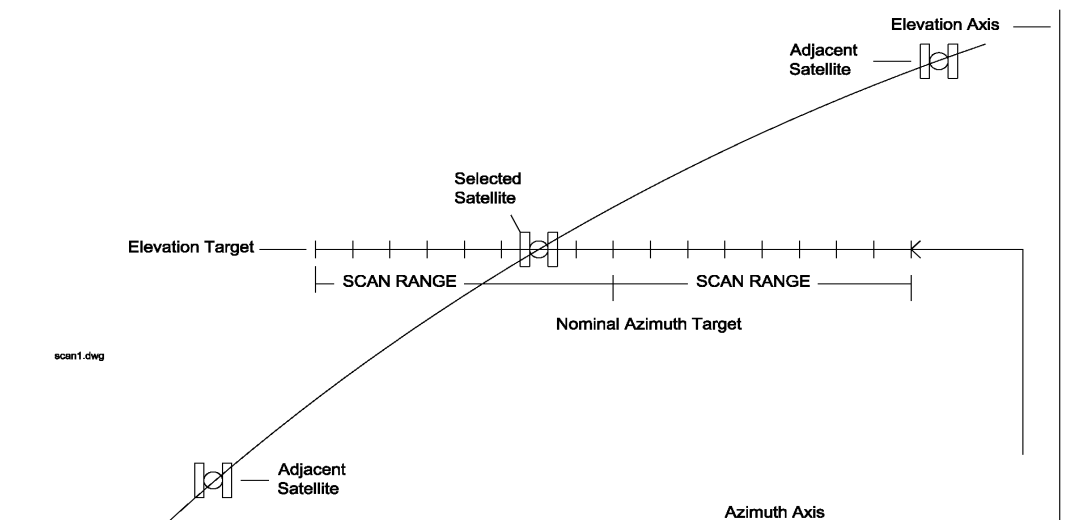 Elevation Axis
Adjacent
Satellite
Selected
Satellite
Elevation Target
SCAN RANGE
SCAN RANGE
Nominal Azimuth Target
scan1.dwg
Adjacent
Satellite
Azimuth Axis